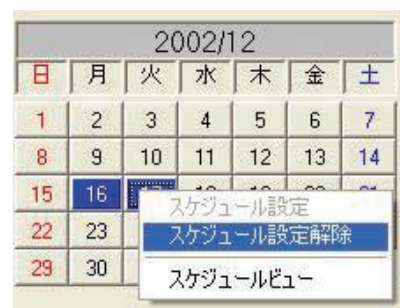 2002/12
日 月 火 水 木 金 土
1 2 3 4 5 6 7
8 9 10 11 12 13 14
15 16
スケジュール設定
22 23 スケジュール設定解除
29 30
スケジュールビュー